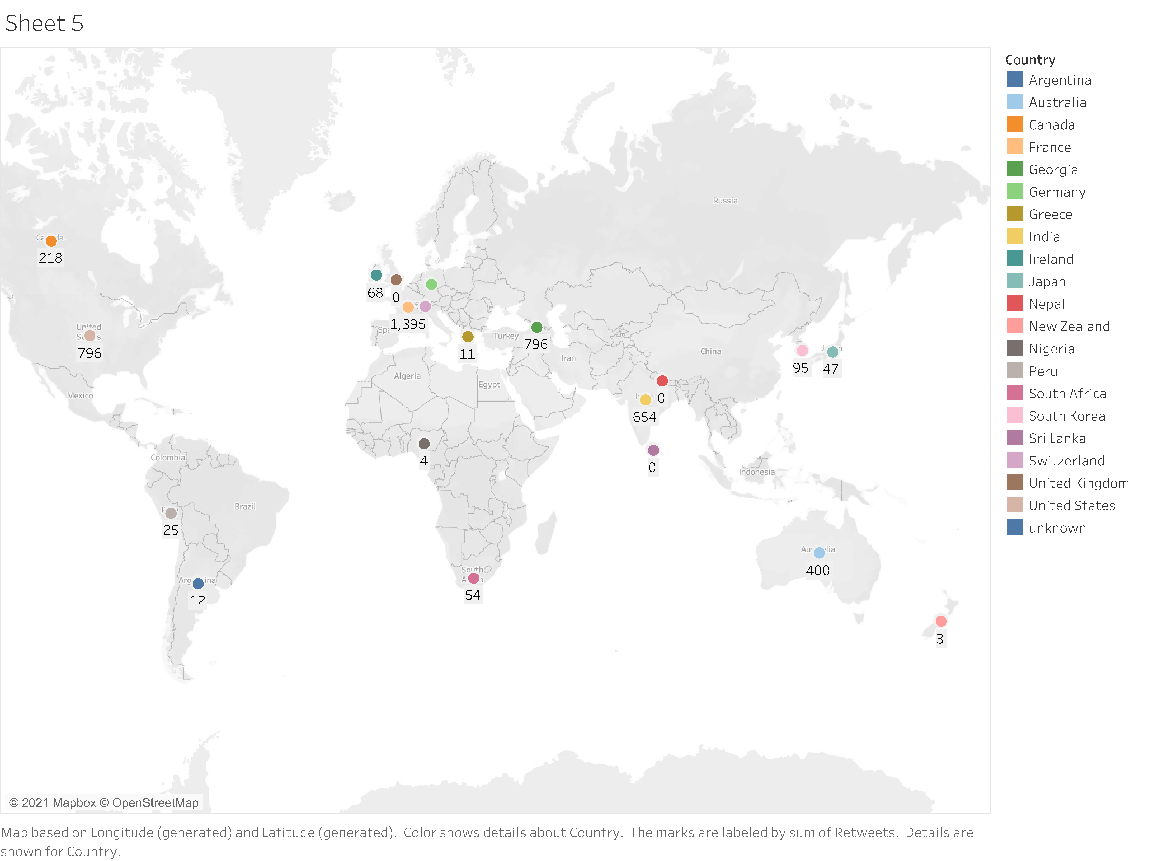 Sheet 5
Country
Argentina
Australia
Canada
France
Georgia
Germany
Greece
India
Ireland
Japan
Nepal
New Zealand
Nigeria
Peru
South Africa
South Korea
Sri Lanka
Switzerland
United Kingdom
United States
unknown
Russia
Canada
218
68
0
1,395
United
States
796
Turkey
796
11
Iran
China
95
47
Mexico
Algeria
Egypt
0
654
4
0
Colombia
Indonesia
Brazil
25
Australia
400
South
54
Argentina
12
3
© 2021 Mapbox © OpenStreetMap
Map based on Longitude (generated) and Latitude (generated). Color shows details about Country. The marks are labeled by sum of Retweets. Details are
shown for Country.